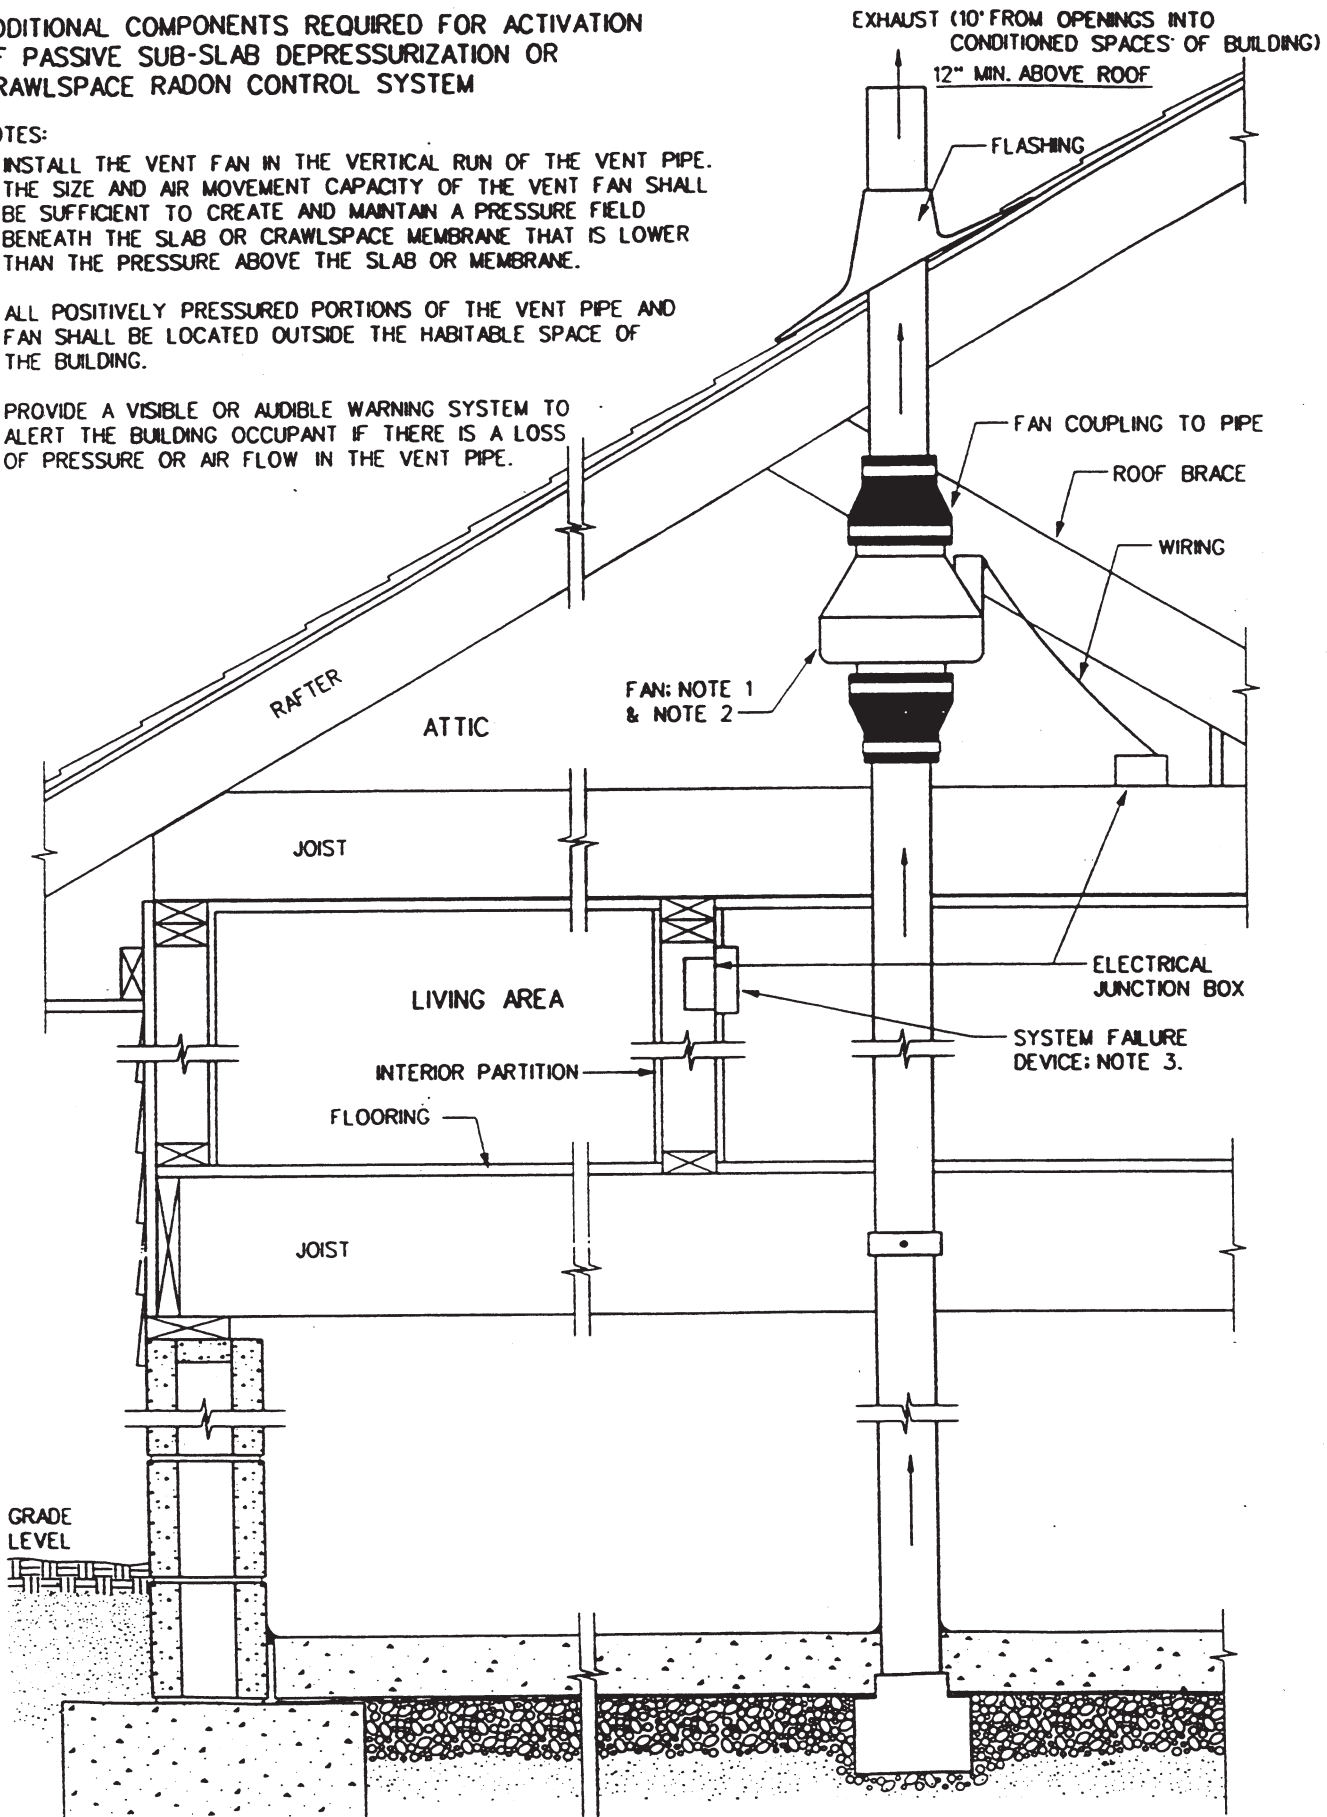 DDITIONAL COMPONENTS REQUIRED FOR ACTIVATION
F PASSIVE SUB-SLAB DEPRESSURIZATION OR
RAWLSPACE RADON CONTROL SYSTEM
OTES:
INSTALL THE VENT FAN IN THE VERTICAL RUN OF THE VENT PIPE.
THE SIZE AND AIR MOVEMENT CAPACITY OF THE VENT FAN SHALL
BE SUFFICIENT TO CREATE AND MAINTAIN A PRESSURE FIELD
BENEATH THE SLAB OR CRAWLSPACE MEMBRANE THAT IS LOWER
THAN THE PRESSURE ABOVE THE SLAB OR MEMBRANE.
ALL POSITIVELY PRESSURED PORTIONS OF THE VENT PIPE AND
FAN SHALL BE LOCATED OUTSIDE THE HABITABLE SPACE OF
THE BUILDING.
PROVIDE A VISIBLE OR AUDIBLE WARNING SYSTEM TO
ALERT THE BUILDING OCCUPANT IF THERE IS A LOSS
OF PRESSURE OR AIR FLOW IN THE VENT PIPE.
EXHAUST (10' FROM OPENINGS INTO
CONDITIONED SPACES OF BUILDING)
12" MIN. ABOVE ROOF
FLASHING
FAN COUPLING TO PIPE
ROOF BRACE
WIRING
RAFTER
FAN; NOTE 1
& NOTE 2
ATTIC
JOIST
LIVING AREA
ELECTRICAL
JUNCTION BOX
SYSTEM FAILURE
DEVICE; NOTE 3.
INTERIOR PARTITION
FLOORING
JOIST
GRADE
LEVEL